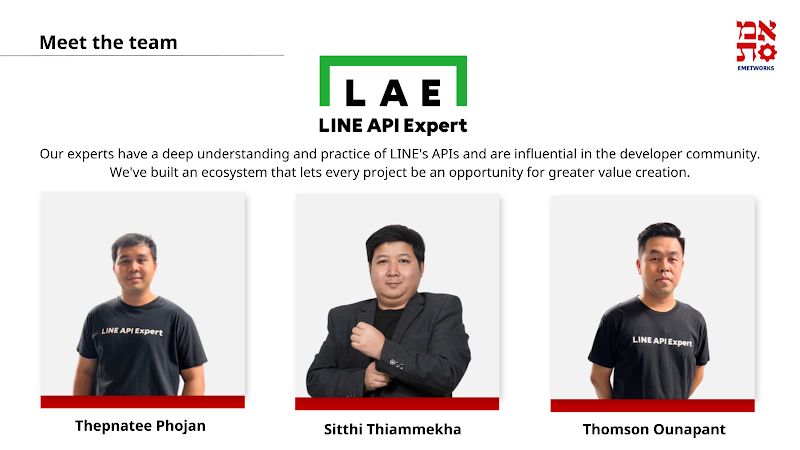 Meet the team
אמ
ת
EMETWORKS
LAE
LINE API Expert
Our experts have a deep understanding and practice of LINE's APIs and are influential in the developer community.
We've built an ecosystem that lets every project be an opportunity for greater value creation.
LINE API Expert
LINE API Expert
Thepnatee Phojan
Sitthi Thiammekha
Thomson Ounapant